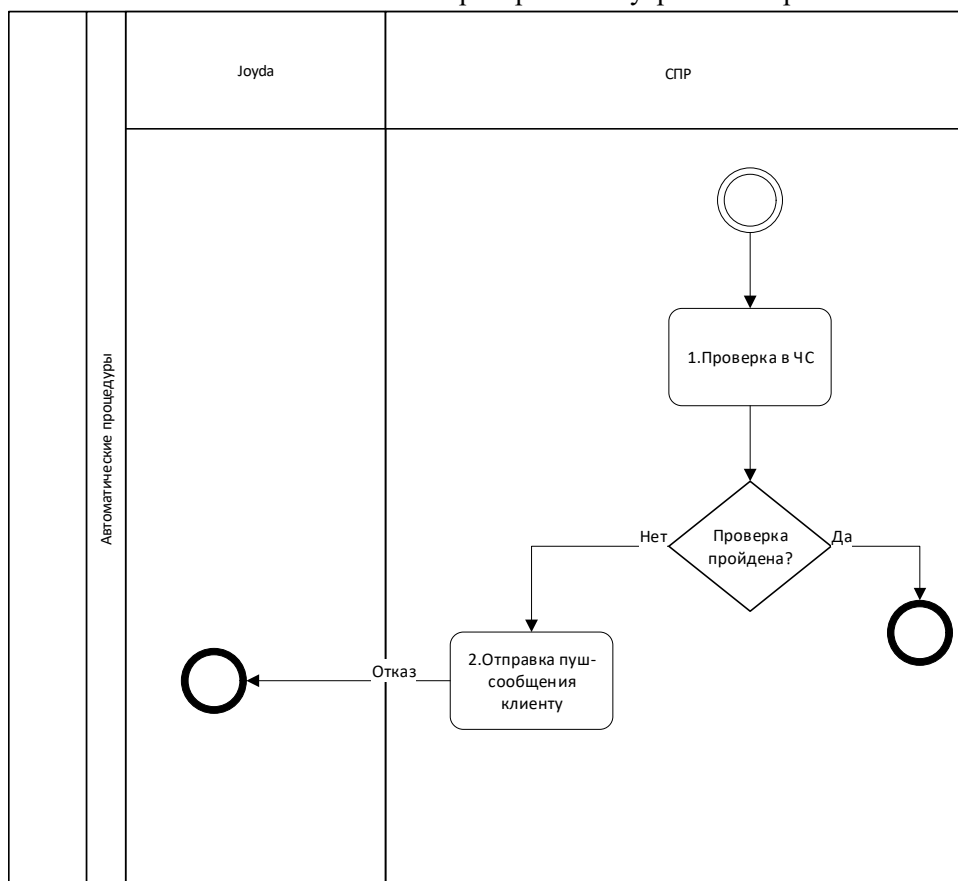 Joyda
СПР
Автоматические процедуры
1.Проверка в ЧС
Проверка
пройдена?
Нет
Да
2.Отправка пуш-
сообщения
клиенту
Отказ